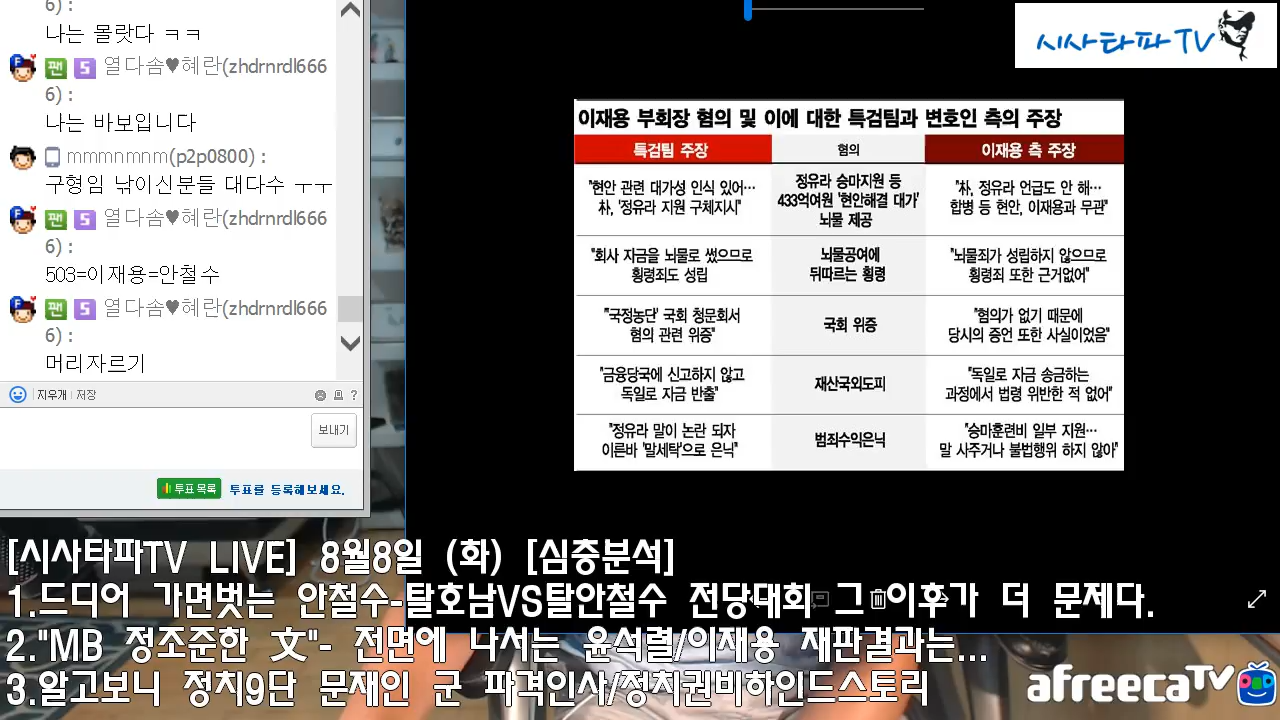 6) :
나는 몰랏다 ㅋㅋ
팬 S 열다솜♥혜란(zhdrnrdl666
6) :
나는 바보입니다
mmmnmnm(p2p0800) :
구형임 낚이신분들 대다수 ㅜㅜ
팬 S 열다솜♥혜란(zhdrnrdl666
6) :
503=이재용=안철수
팬 S 열다솜♥혜란(zhdrnrdl666
6) :
머리자르기
지우개 | 저장
?
보내기
투표목록 투표를 등록해보세요.
시사타파TV
이재용 부회장 혐의 및 이에 대한 특검팀과 변호인 측의 주장
특검팀 주장 혐의 이재용 측 주장
"현안 관련 대가성 인식 있어…
朴, '정유라 지원 구체지시"
정유라 승마지원 등
433억여원 '현안해결 대가'
뇌물 제공
"朴, 정유라 언급도 안 해…
합병 등 현안, 이재용과 무관"
"회사 자금을 뇌물로 썼으므로
횡령죄도 성립
뇌물공여에
뒤따르는 횡령
"뇌물죄가 성립하지 않으므로
횡령죄 또한 근거없어"
"'국정농단' 국회 청문회서
혐의 관련 위증"
국회 위증
"혐의가 없기 때문에
당시의 증언 또한 사실이었음"
"금융당국에 신고하지 않고
독일로 자금 반출"
재산국외도피
"독일로 자금 송금하는
과정에서 법령 위반한 적 없어"
"정유라 말이 논란 되자
이른바 '말세탁'으로 은닉"
범죄수익은닉
"승마훈련비 일부 지원…
말 사주거나 불법행위 하지 않아"
[시사타파TV LIVE] 8월8일 (화) [심층분석]
1.드디어 가면벗는 안철수-탈호남VS탈안철수 전당대회 그 이후가 더 문제다.
2."MB 정조준한 文"- 전면에 나서는 윤석렬/이재용 재판결과는...
3.알고보니 정치9단 문재인 군 파격인사/정치권비하인드스토리
afreecaTV